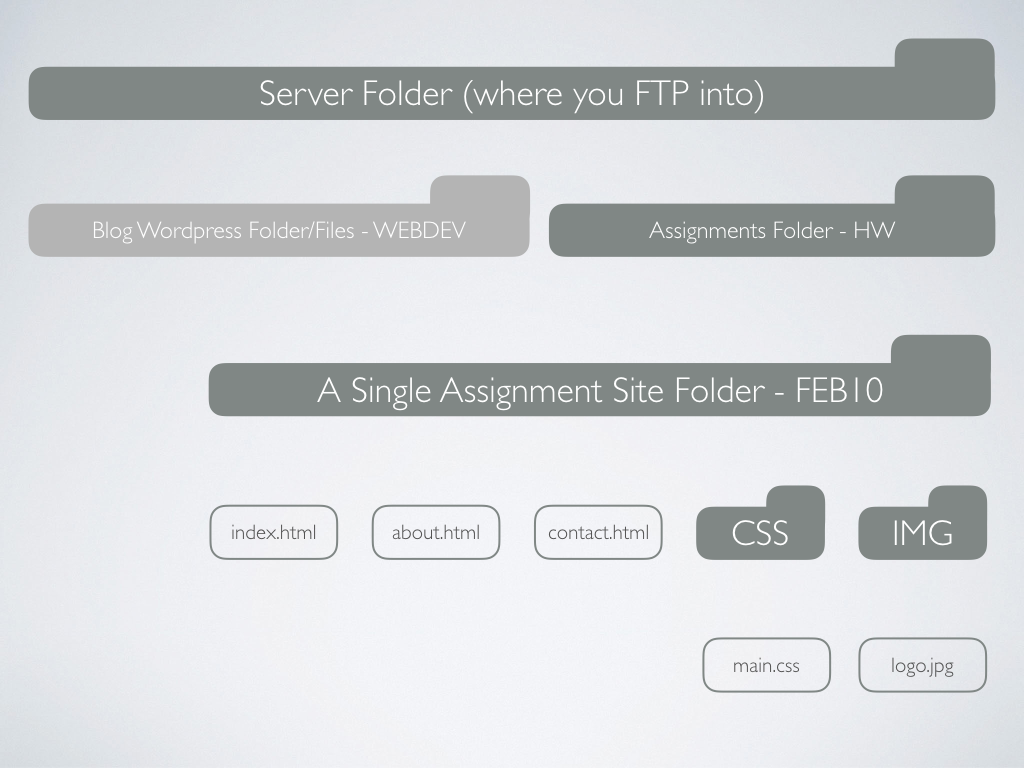 Server Folder (where you FTP into)
Blog Wordpress Folder/Files - WEBDEV
Assignments Folder - HW
A Single Assignment Site Folder - FEB10
index.html
about.html
contact.html
CSS
IMG
main.css
logo.jpg